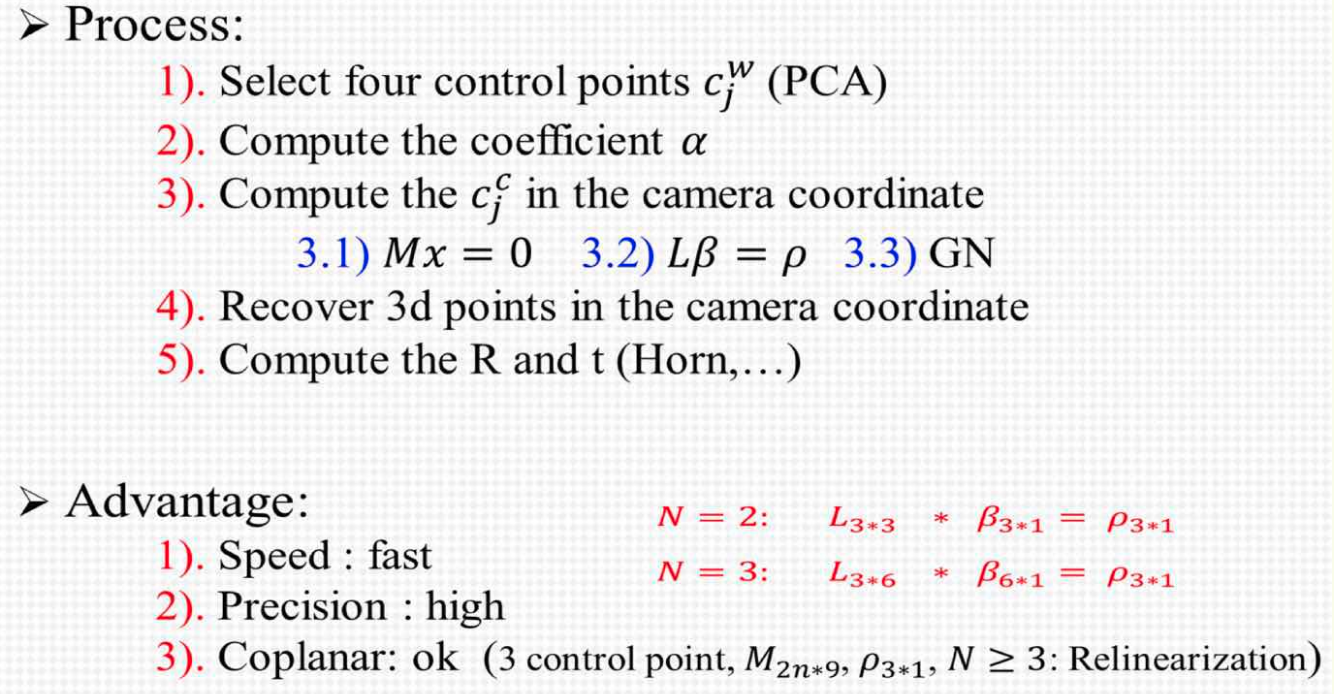 ➢ Process:
1). Select four control points $c_j^w$ (PCA)
2). Compute the coefficient $\alpha$
3). Compute the $c_j^c$ in the camera coordinate
3.1) $Mx = 0$ 3.2) $L\beta = \rho$ 3.3) GN
4). Recover 3d points in the camera coordinate
5). Compute the R and t (Horn,…)
➢ Advantage:
1). Speed : fast
2). Precision : high
3). Coplanar: ok (3 control point, $M_{2n*9}$, $\rho_{3*1}$, $N \geq 3$: Relinearization)
$N = 2$: $L_{3*3} * \beta_{3*1} = \rho_{3*1}$
$N = 3$: $L_{3*6} * \beta_{6*1} = \rho_{3*1}$